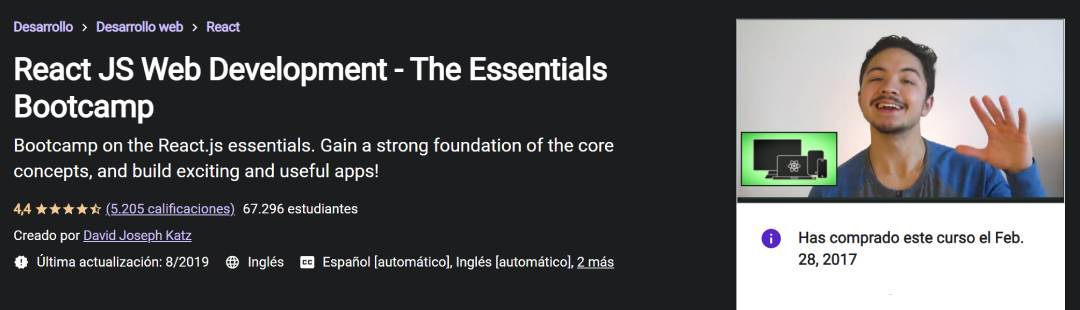 Desarrollo > Desarrollo web > React
React JS Web Development - The Essentials
Bootcamp
Bootcamp on the React.js essentials. Gain a strong foundation of the core
concepts, and build exciting and useful apps!
4,4 (5.205 calificaciones) 67.296 estudiantes
Creado por David Joseph Katz
Última actualización: 8/2019 Inglés CC Español [automático], Inglés [automático], 2 más
Has comprado este curso el Feb.
28, 2017